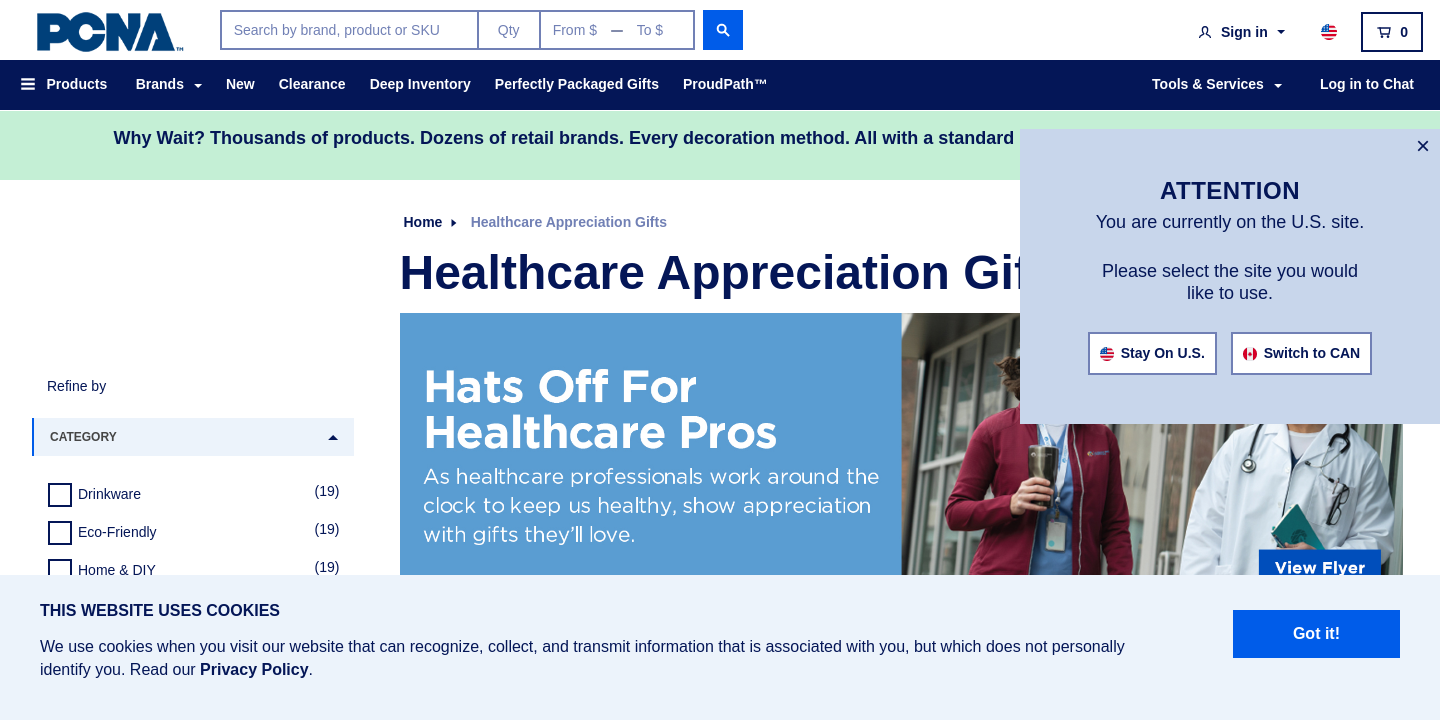 PCNA™
Search by brand, product or SKU
Qty
From $ — To $
Sign in
0
Products
Brands
New
Clearance
Deep Inventory
Perfectly Packaged Gifts
ProudPath™
Tools & Services
Log in to Chat
Why Wait? Thousands of products. Dozens of retail brands. Every decoration method. All with a standard
×
ATTENTION
You are currently on the U.S. site.
Please select the site you would
like to use.
Stay On U.S.
Switch to CAN
Home
Healthcare Appreciation Gifts
Healthcare Appreciation Gif
Hats Off For
Healthcare Pros
As healthcare professionals work around the
clock to keep us healthy, show appreciation
with gifts they'll love.
View Flyer
Refine by
CATEGORY
Drinkware (19)
Eco-Friendly (19)
Home & DIY (19)
THIS WEBSITE USES COOKIES
We use cookies when you visit our website that can recognize, collect, and transmit information that is associated with you, but which does not personally
identify you. Read our Privacy Policy.
Got it!